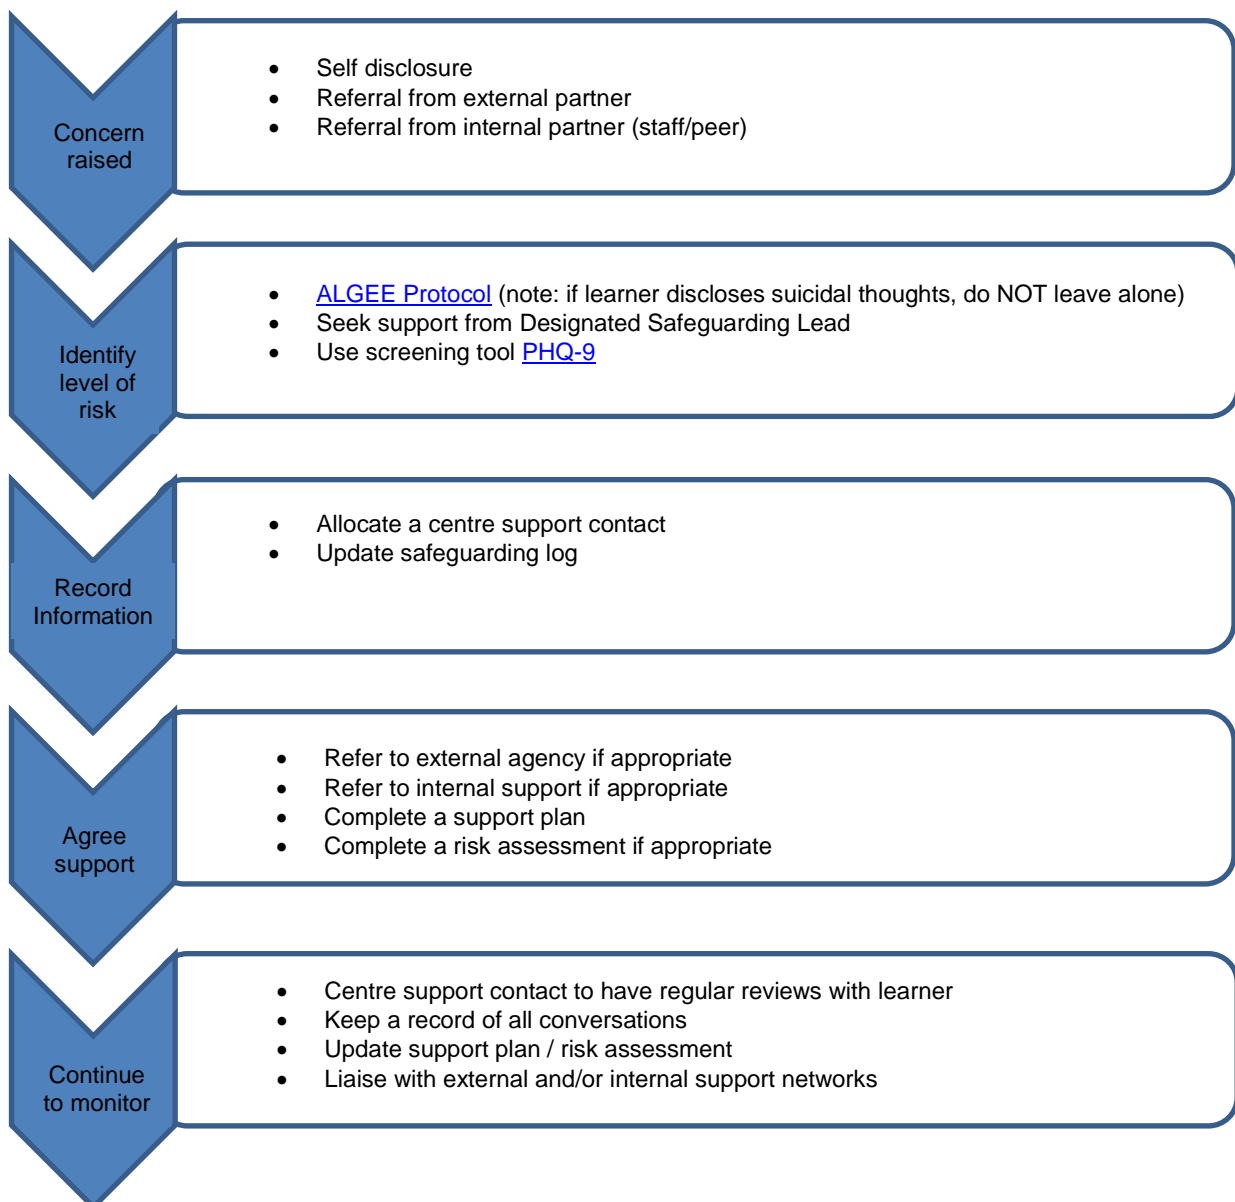 Concern
raised
• Self disclosure
• Referral from external partner
• Referral from internal partner (staff/peer)
Identify
level of
risk
• ALGEE Protocol (note: if learner discloses suicidal thoughts, do NOT leave alone)
• Seek support from Designated Safeguarding Lead
• Use screening tool PHQ-9
Record
Information
• Allocate a centre support contact
• Update safeguarding log
Agree
support
• Refer to external agency if appropriate
• Refer to internal support if appropriate
• Complete a support plan
• Complete a risk assessment if appropriate
Continue
to monitor
• Centre support contact to have regular reviews with learner
• Keep a record of all conversations
• Update support plan / risk assessment
• Liaise with external and/or internal support networks